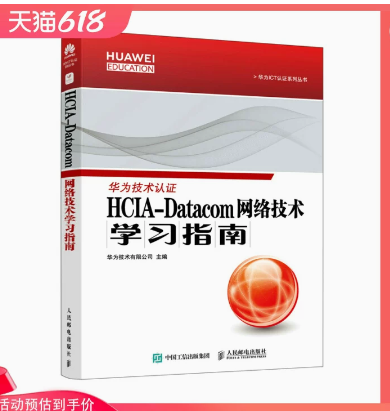 天猫618
HUAWEI
EDUCATION
> 华为ICT认证系列丛书
华为技术认证
HCIA-Datacom网络技术
学习指南
华为技术有限公司 主编
中国工信出版集团
人民邮电出版社
HCIA-Datacom
网络技术学习指南
人民邮电出版社
活动预估到手价